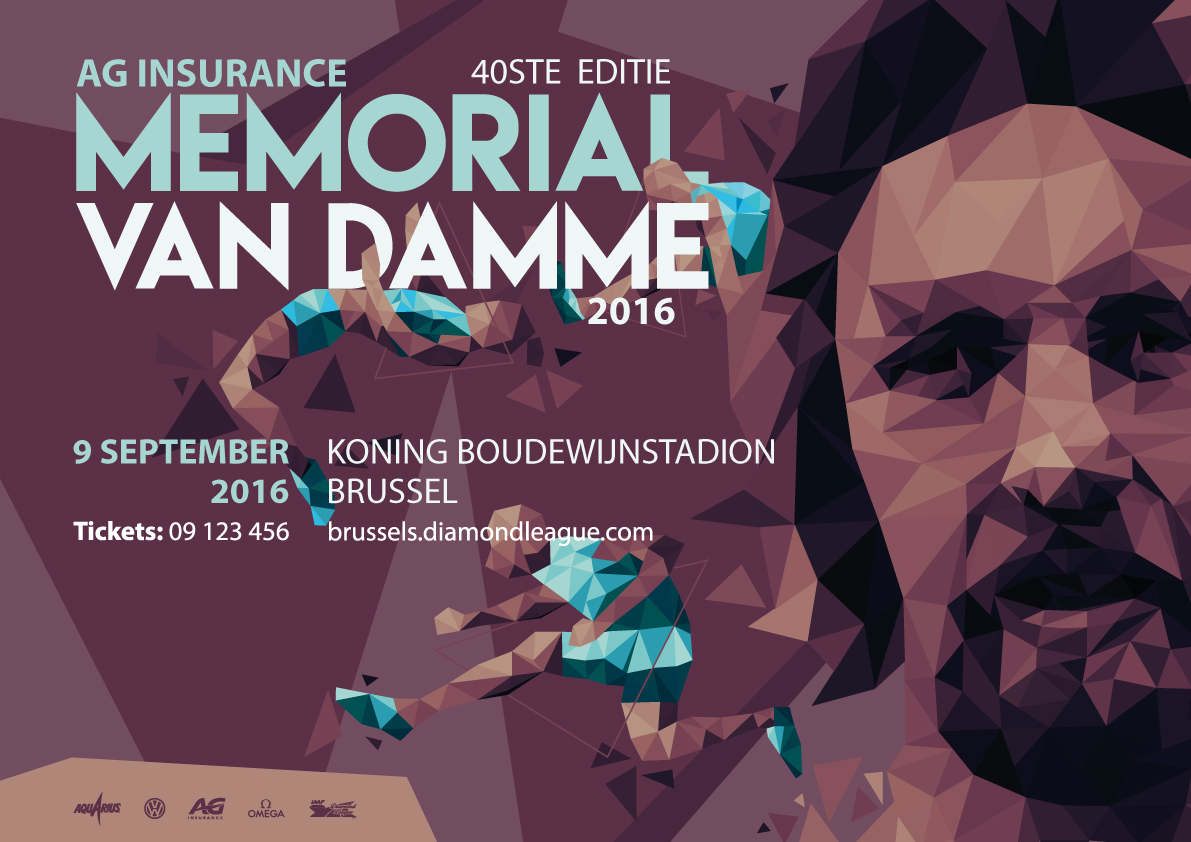 AG INSURANCE 40STE EDITIE
MEMORIAL
VAN DAMME
2016
9 SEPTEMBER
2016
KONING BOUDEWIJNSTADION
BRUSSEL
Tickets: 09 123 456
brussels.diamondleague.com
AQUARIUS
AG
INSURANCE
OMEGA
IAAF